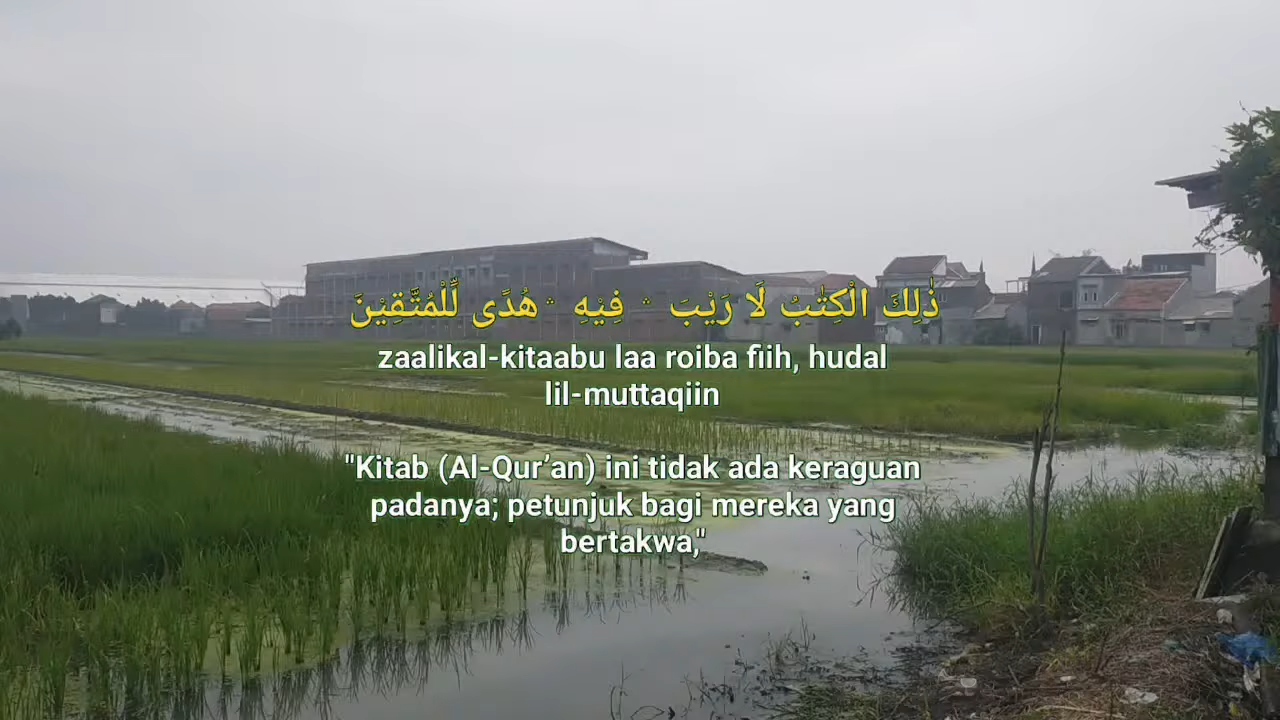 ذٰلِكَ الْكِتٰبُ لَا رَيْبَ ۛ فِيْهِ ۛ هُدًى لِّلْمُتَّقِيْنَ
zaalikal-kitaabu laa roiba fiih, hudal
lil-muttaqiin
"Kitab (Al-Qur’an) ini tidak ada keraguan
padanya; petunjuk bagi mereka yang
bertakwa,"